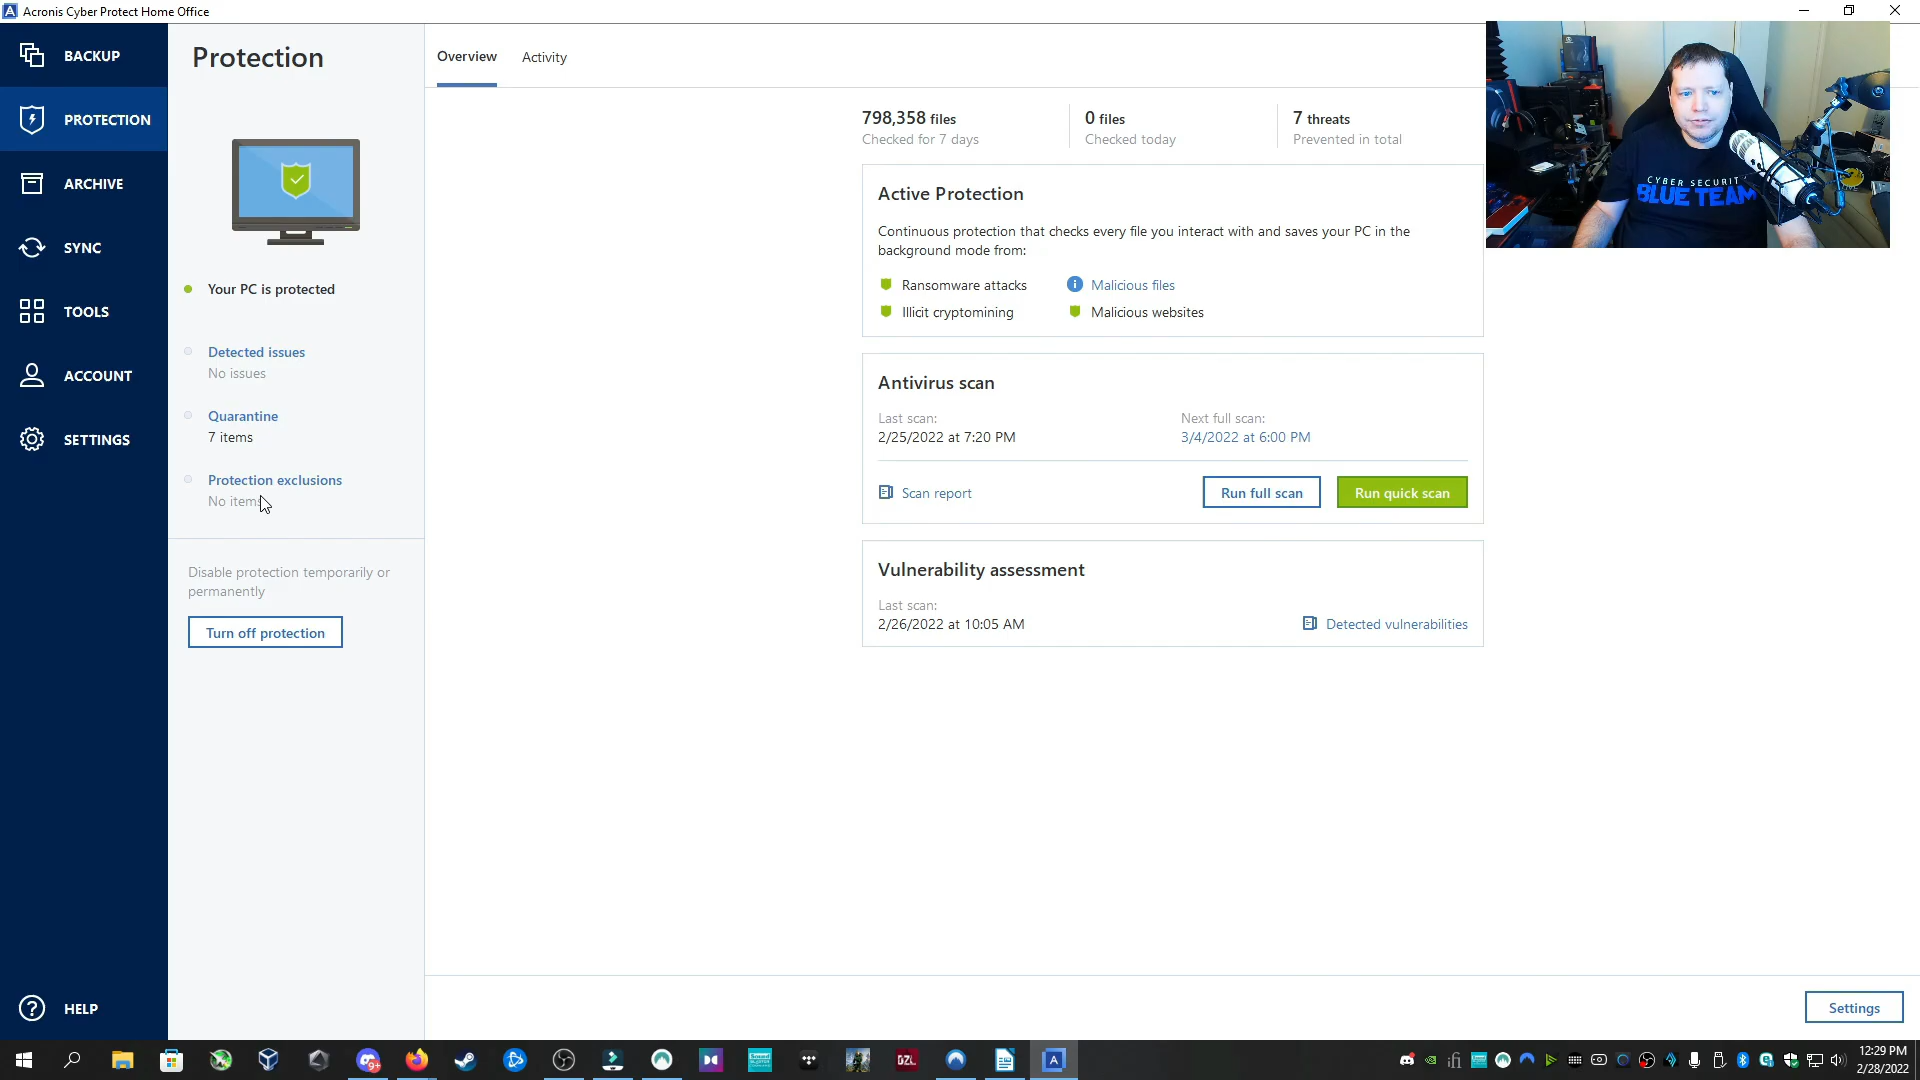 Acronis Cyber Protect Home Office
BACKUP
PROTECTION
ARCHIVE
SYNC
TOOLS
ACCOUNT
SETTINGS
HELP
Protection
Your PC is protected
Detected issues
No issues
Quarantine
7 items
Protection exclusions
No items
Disable protection temporarily or
permanently
Turn off protection
Overview
Activity
798,358 files
Checked for 7 days
0 files
Checked today
7 threats
Prevented in total
Active Protection
Continuous protection that checks every file you interact with and saves your PC in the
background mode from:
Ransomware attacks
Malicious files
Illicit cryptomining
Malicious websites
Antivirus scan
Last scan:
2/25/2022 at 7:20 PM
Next full scan:
3/4/2022 at 6:00 PM
Scan report
Run full scan
Run quick scan
Vulnerability assessment
Last scan:
2/26/2022 at 10:05 AM
Detected vulnerabilities
Settings
CYBER SECURIT
BLUE TEAM
9+
DZL
A
ifi
12:29 PM
2/28/2022